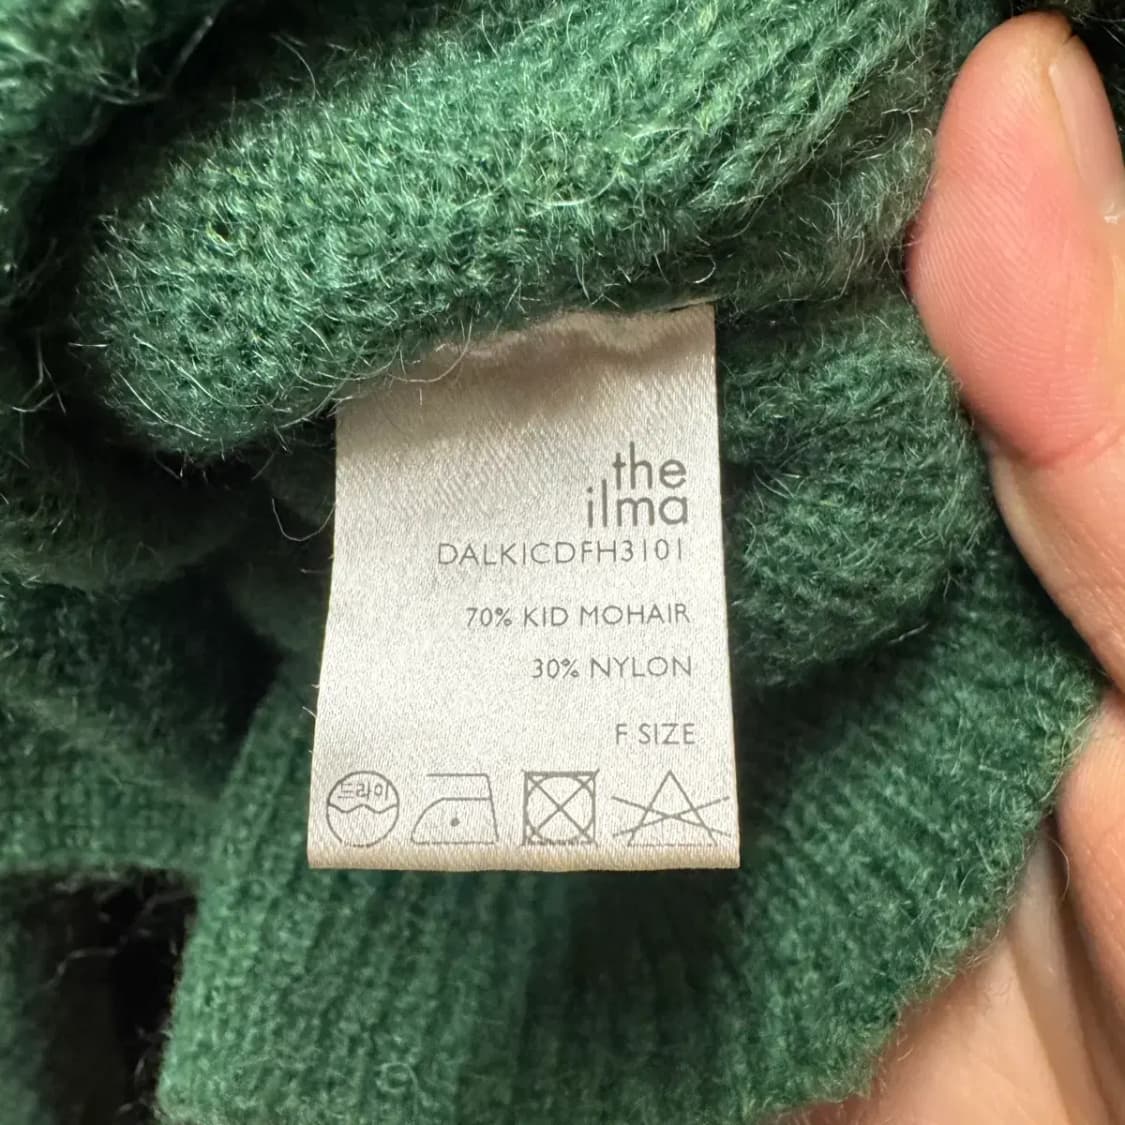 the
ilma
DALKICDFH3101
70% KID MOHAIR
30% NYLON
F SIZE
드라이